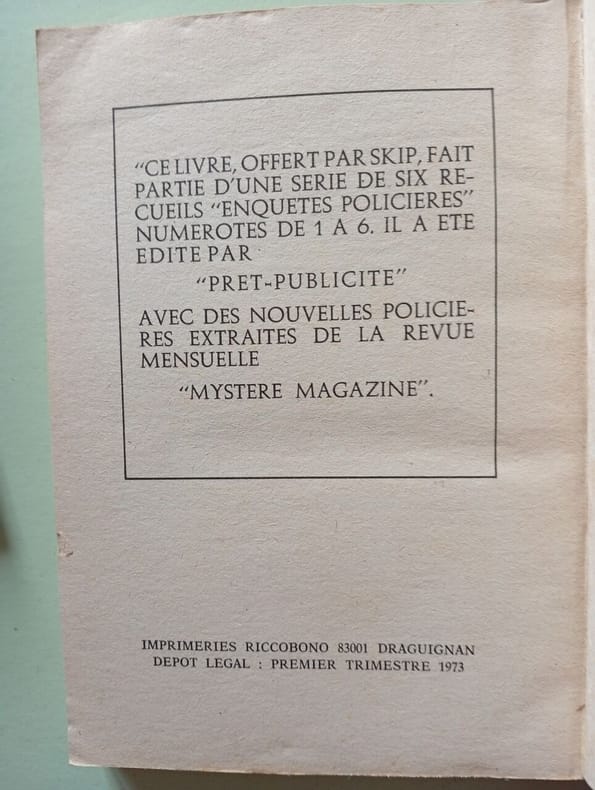 “CE LIVRE, OFFERT PAR SKIP, FAIT
PARTIE D'UNE SERIE DE SIX RE-
CUEILS “ENQUETES POLICIERES”
NUMEROTES DE 1 A 6. IL A ETE
EDITE PAR
“PRET-PUBLICITE”
AVEC DES NOUVELLES POLICIE-
RES EXTRAITES DE LA REVUE
MENSUELLE
“MYSTERE MAGAZINE”.
IMPRIMERIES RICCOBONO 83001 DRAGUIGNAN
DEPOT LEGAL : PREMIER TRIMESTRE 1973